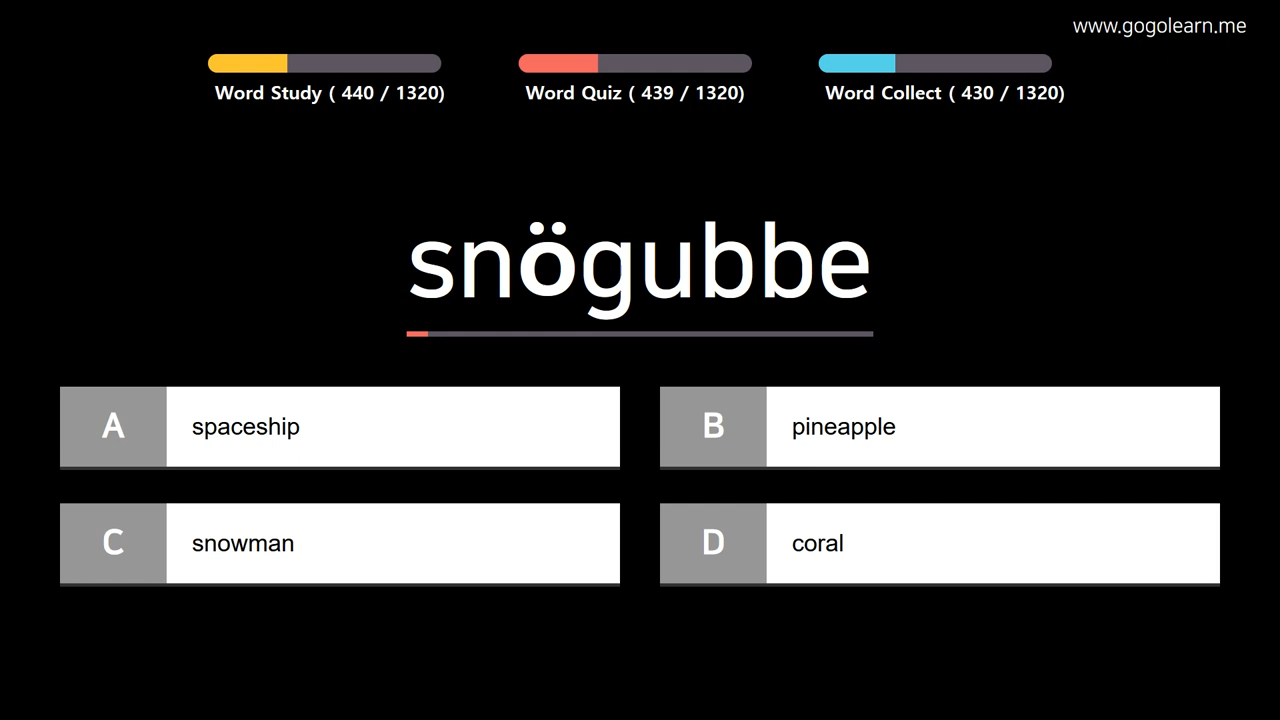 www.gogolearn.me
Word Study ( 440 / 1320)
Word Quiz ( 439 / 1320)
Word Collect ( 430 / 1320)
snögubbe
A spaceship
B pineapple
C snowman
D coral